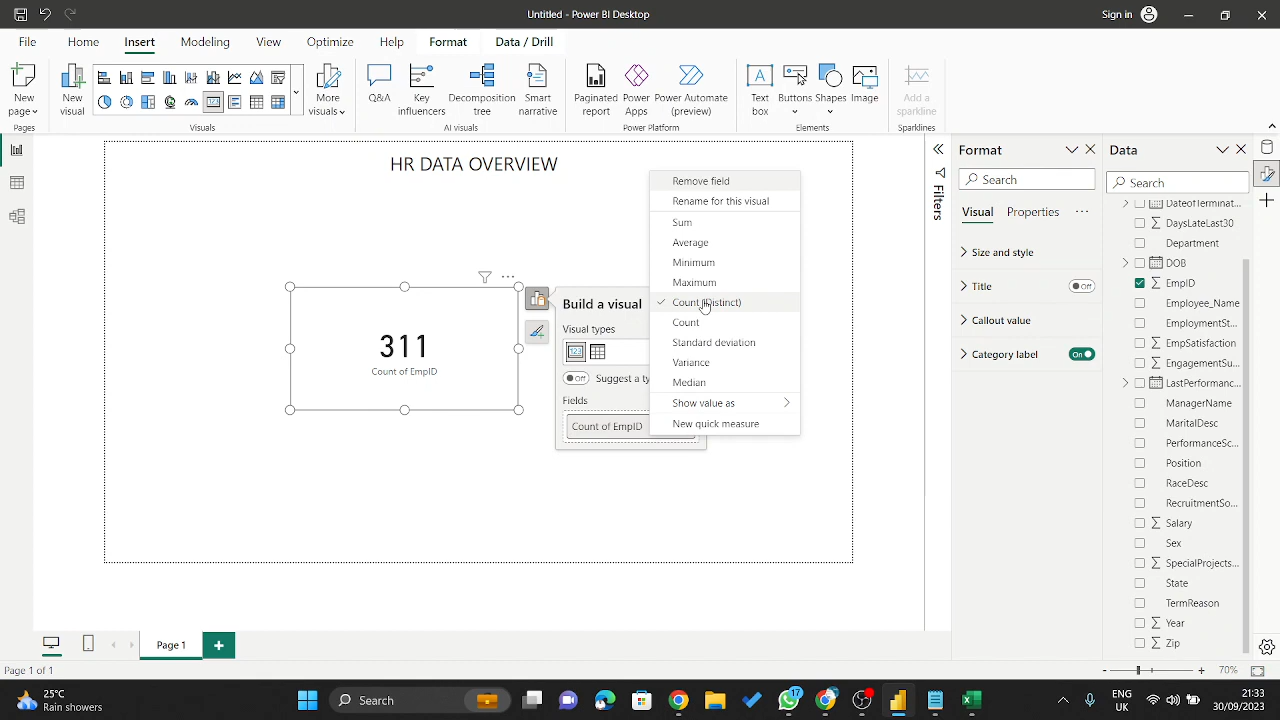 Untitled - Power BI Desktop
Sign in
File
Home
Insert
Modeling
View
Optimize
Help
Format
Data / Drill
New page
New visual
More visuals
Q&A
Key influencers
Decomposition tree
Smart narrative
Paginated report
Power Apps
Power Automate (preview)
Text box
Buttons
Shapes
Image
Add a sparkline
Pages
Visuals
AI visuals
Power Platform
Elements
Sparklines
HR DATA OVERVIEW
311
Count of EmpID
Build a visual
Visual types
123
Off
Fields
Count of EmpID
Remove field
Rename for this visual
Sum
Average
Minimum
Maximum
Count (Distinct)
Count
Standard deviation
Variance
Median
Show value as
New quick measure
Filters
Format
Search
Visual
Properties
Size and style
Title
Off
Callout value
Category label
On
Data
Search
DateofTerminat...
DaysLateLast30
Department
DOB
EmpID
Employee_Name
EmploymentSt...
EmpSatisfaction
EngagementSu...
LastPerformanc...
ManagerName
MaritalDesc
PerformanceSc...
Position
RaceDesc
RecruitmentSo...
Salary
Sex
SpecialProjects...
State
TermReason
Year
Zip
Page 1
Page 1 of 1
70%
25°C
Rain showers
Search
17
ENG
UK
21:33
30/09/2023